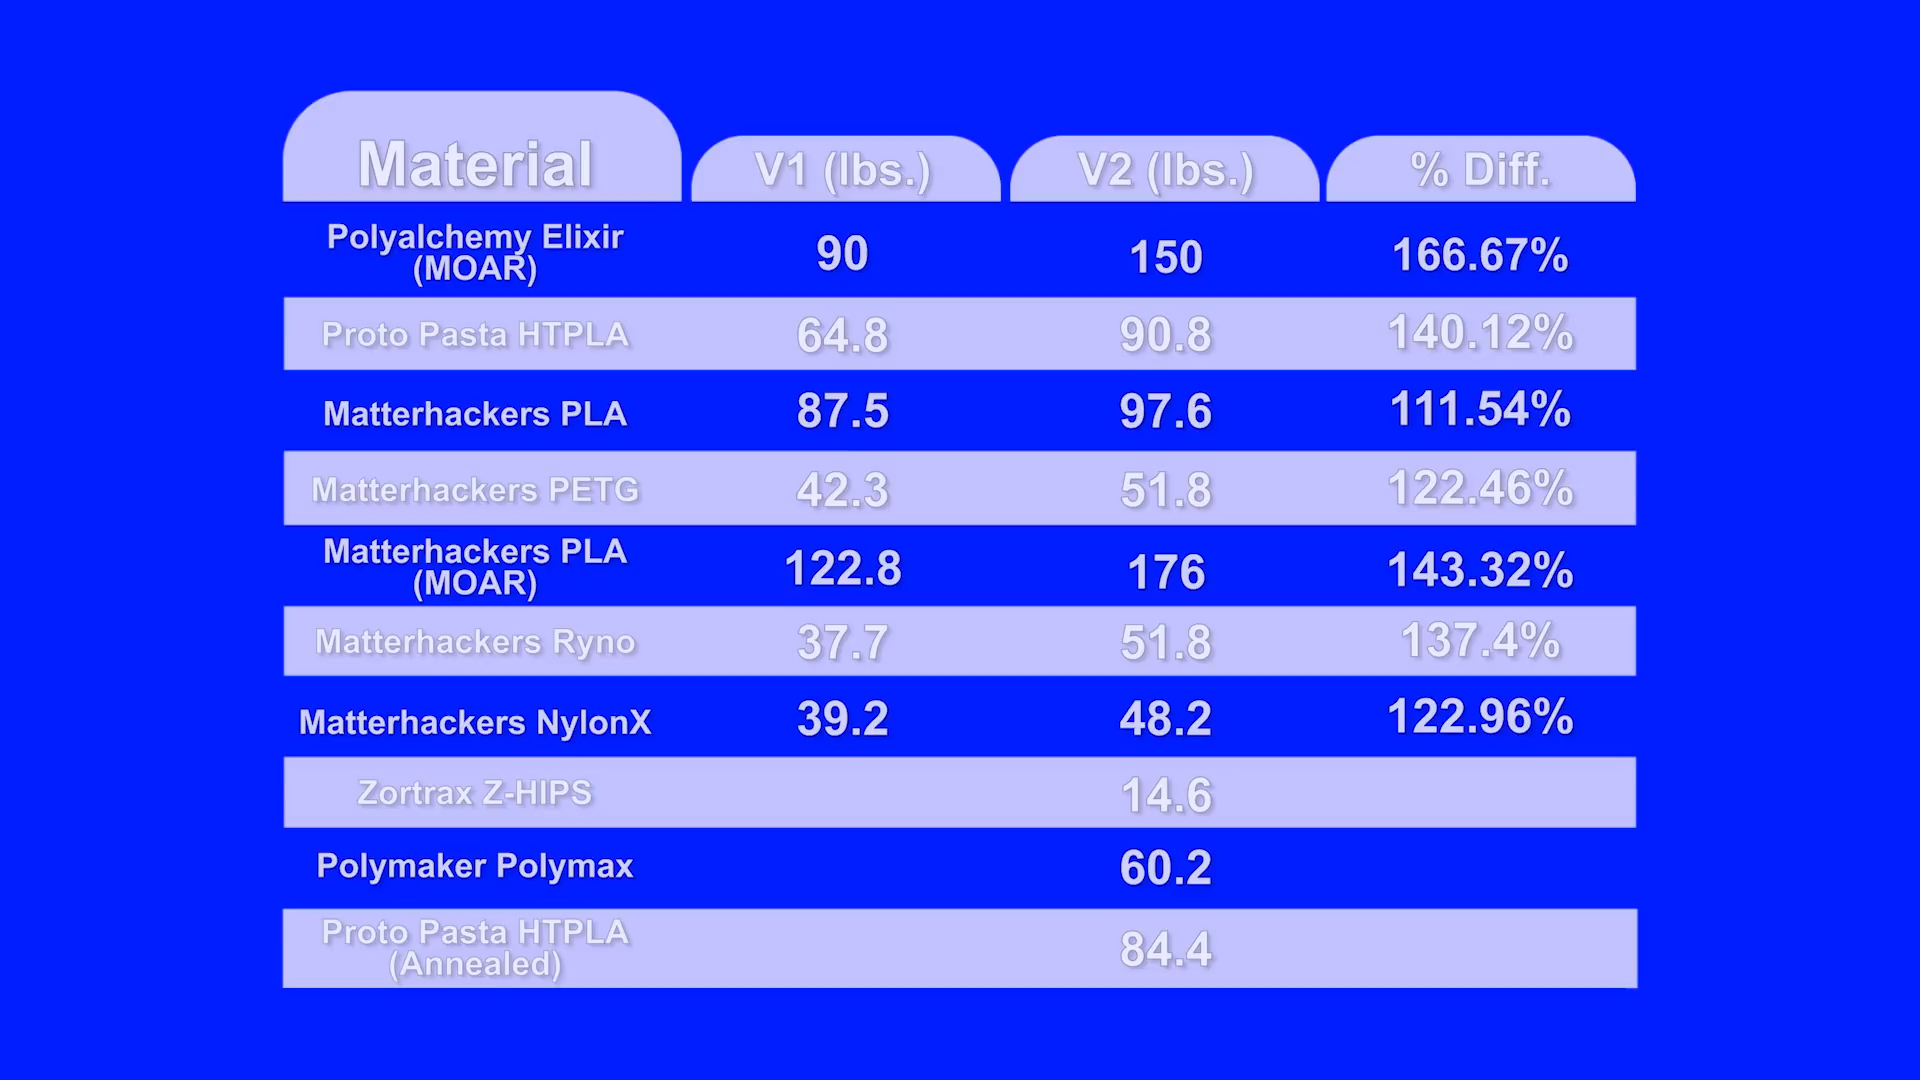 Material V1 (lbs.) V2 (lbs.) % Diff.
Polyalchemy Elixir
(MOAR) 90 150 166.67%
Proto Pasta HTPLA 64.8 90.8 140.12%
Matterhackers PLA 87.5 97.6 111.54%
Matterhackers PETG 42.3 51.8 122.46%
Matterhackers PLA
(MOAR) 122.8 176 143.32%
Matterhackers Ryno 37.7 51.8 137.4%
Matterhackers NylonX 39.2 48.2 122.96%
Zortrax Z-HIPS 14.6
Polymaker Polymax 60.2
Proto Pasta HTPLA
(Annealed) 84.4